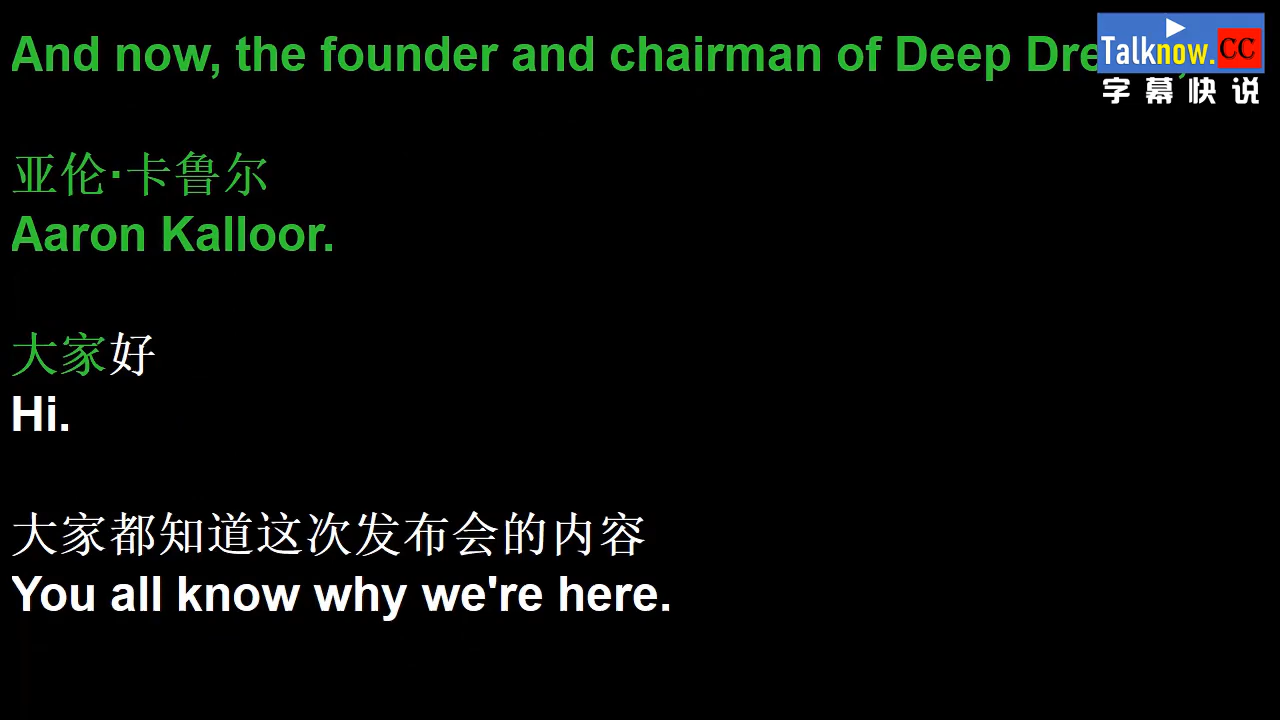 And now, the founder and chairman of Deep
Talknow.CC
字幕快说
亚伦·卡鲁尔
Aaron Kalloor.
大家好
Hi.
大家都知道这次发布会的内容
You all know why we're here.